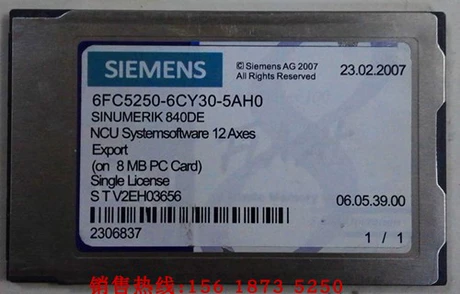 SIEMENS
© Siemens AG 2007
All Rights Reserved
23.02.2007
6FC5250-6CY30-5AH0
SINUMERIK 840DE
NCU Systemsoftware 12 Axes
Export
(on 8 MB PC Card)
Single License
S T V2EH03656
06.05.39.00
2306837
1 / 1
销售热线:156 1873 5250